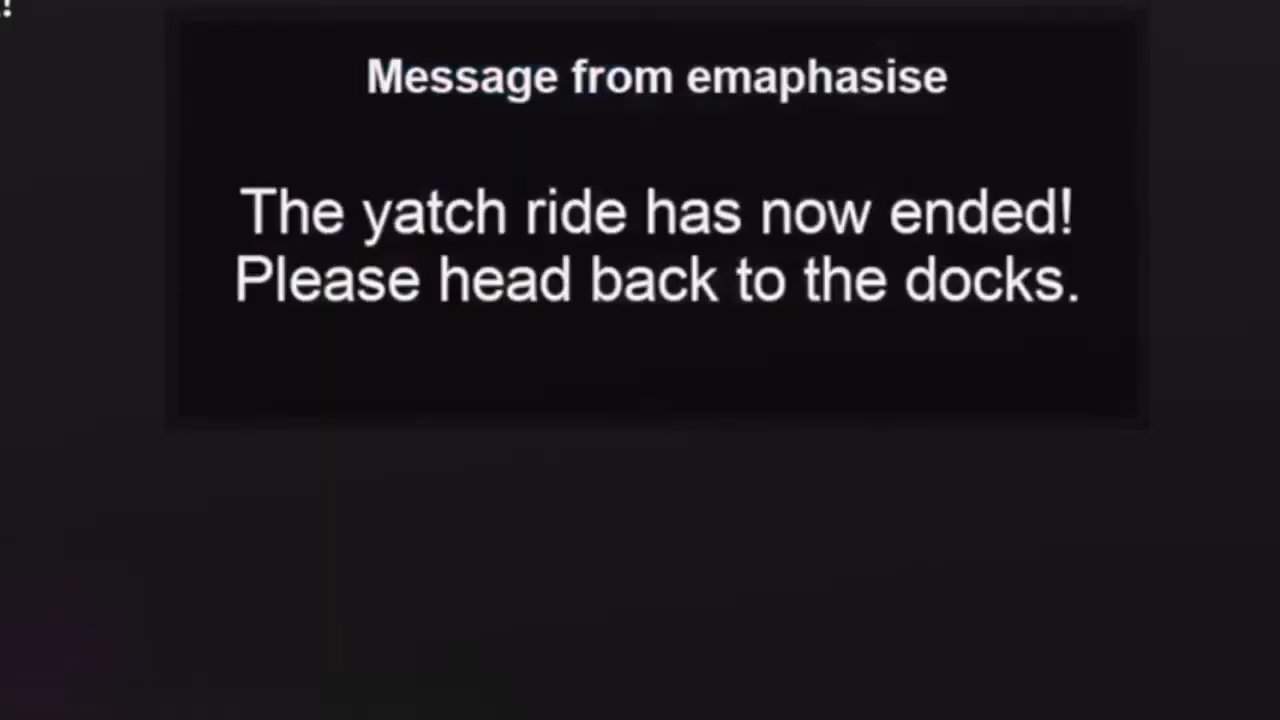 Message from emaphasise
The yatch ride has now ended!
Please head back to the docks.